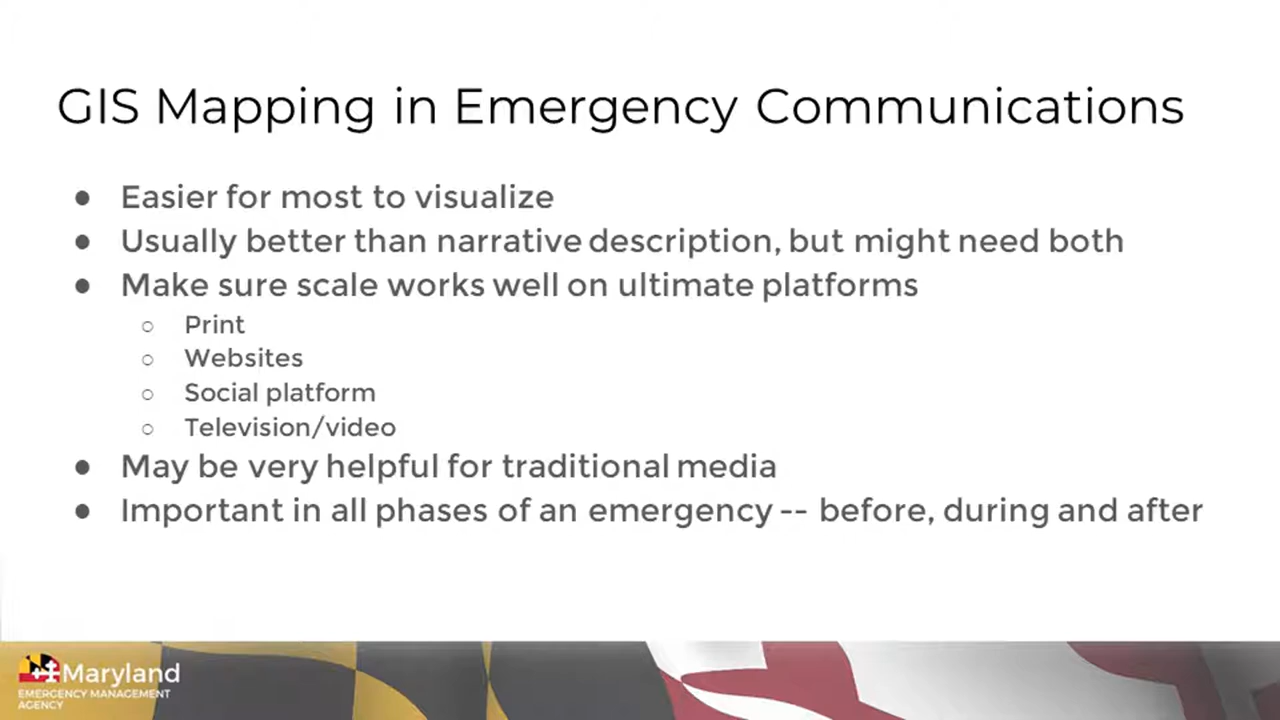 GIS Mapping in Emergency Communications
● Easier for most to visualize
● Usually better than narrative description, but might need both
● Make sure scale works well on ultimate platforms
○ Print
○ Websites
○ Social platform
○ Television/video
● May be very helpful for traditional media
● Important in all phases of an emergency -- before, during and after
Maryland
EMERGENCY MANAGEMENT
AGENCY